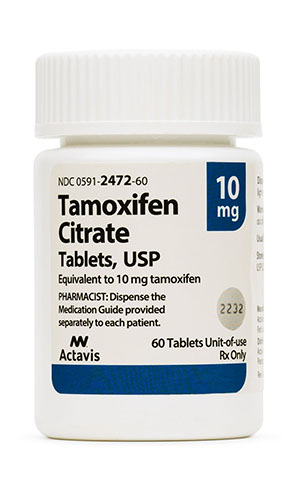 NDC 0591-2472-60
10
mg
Tamoxifen
Citrate
Tablets, USP
Equivalent to 10 mg tamoxifen
PHARMACIST: Dispense the
Medication Guide provided
separately to each patient.
2232
Actavis
60 Tablets Unit-of-use
Rx Only